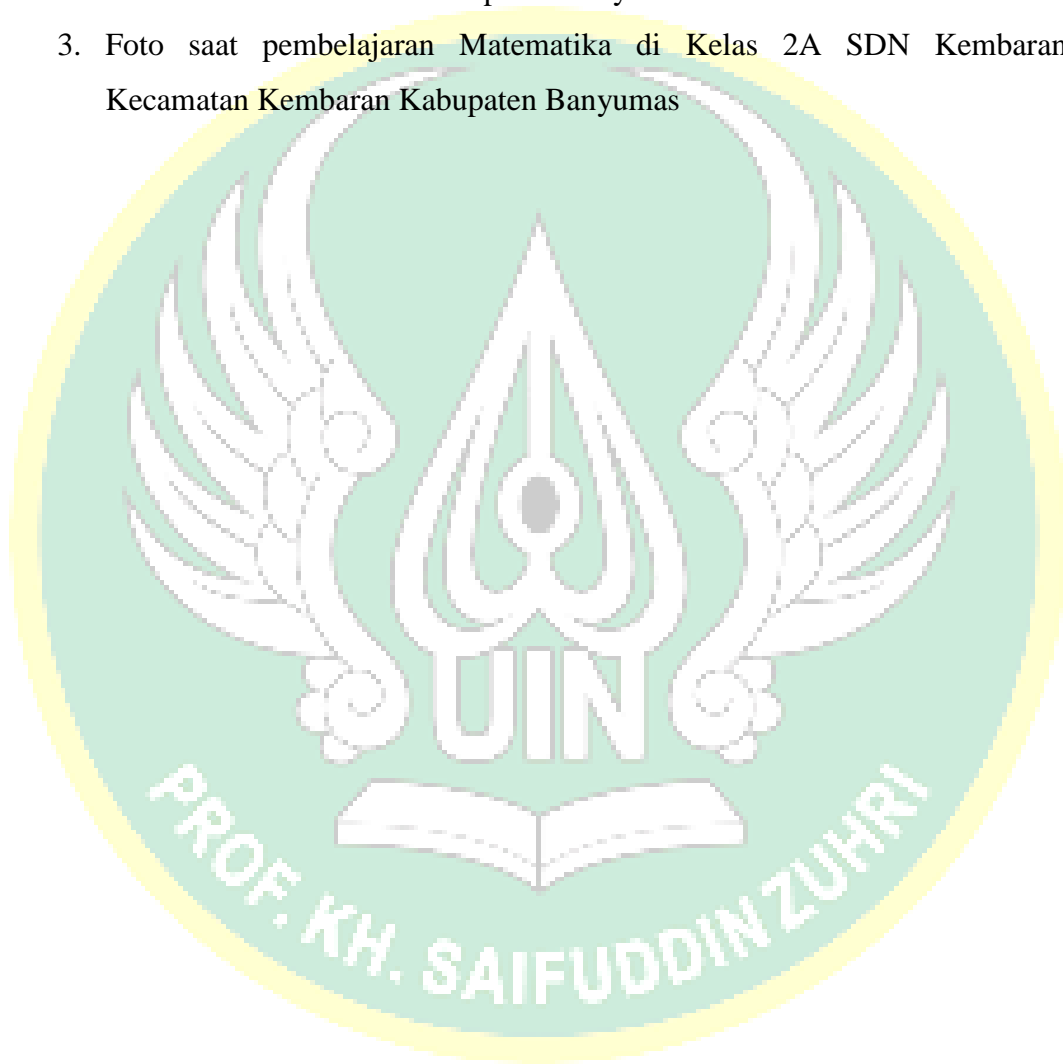 3. Foto saat pembelajaran Matematika di Kelas 2A SDN Kembaran
Kecamatan Kembaran Kabupaten Banyumas
UIN
PROF. KH. SAIFUDDIN ZUHRI